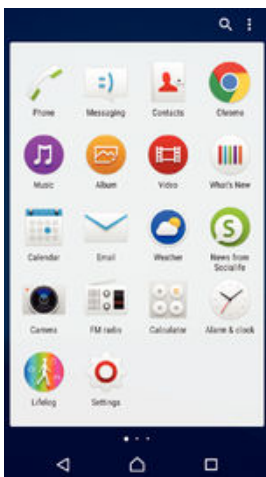 Phone
Messaging
Contacts
Chrome
Music
Album
Video
What's New
Calendar
Email
Weather
News from
Socialife
Camera
FM radio
Calculator
Alarm & clock
Lifelog
Settings